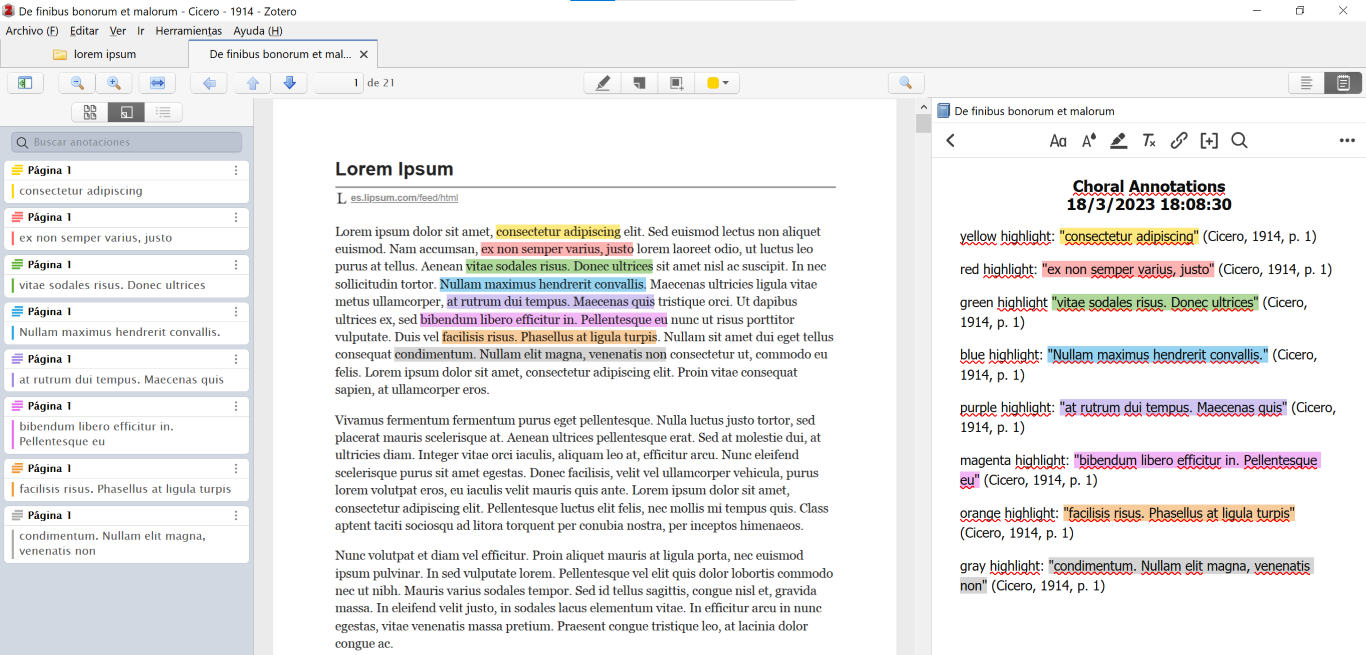 De finibus bonorum et malorum - Cicero - 1914 - Zotero
Archivo (F) Editar Ver Ir Herramientas Ayuda (H)
lorem ipsum
De finibus bonorum et mal...
1 de 21
Buscar anotaciones
Página 1
consectetur adipiscing
Página 1
ex non semper varius, justo
Página 1
vitae sodales risus. Donec ultrices
Página 1
Nullam maximus hendrerit convallis.
Página 1
at rutrum dui tempus. Maecenas quis
Página 1
bibendum libero efficitur in.
Pellentesque eu
Página 1
facilisis risus. Phasellus at ligula turpis
Página 1
condimentum. Nullam elit magna,
venenatis non
Lorem Ipsum
L es.lipsum.com/feed/html
Lorem ipsum dolor sit amet, consectetur adipiscing elit. Sed euismod lectus non aliquet
euismod. Nam accumsan, ex non semper varius, justo lorem laoreet odio, ut luctus leo
purus at tellus. Aenean vitae sodales risus. Donec ultrices sit amet nisl ac suscipit. In nec
sollicitudin tortor. Nullam maximus hendrerit convallis. Maecenas ultricies ligula vitae
metus ullamcorper, at rutrum dui tempus. Maecenas quis tristique orci. Ut dapibus
ultrices ex, sed bibendum libero efficitur in. Pellentesque eu nunc ut risus porttitor
vulputate. Duis vel facilisis risus. Phasellus at ligula turpis. Nullam sit amet dui eget tellus
consequat condimentum. Nullam elit magna, venenatis non consectetur ut, commodo eu
felis. Lorem ipsum dolor sit amet, consectetur adipiscing elit. Proin vitae consequat
sapien, at ullamcorper eros.
Vivamus fermentum fermentum purus eget pellentesque. Nulla luctus justo tortor, sed
placerat mauris scelerisque at. Aenean ultrices pellentesque erat. Sed at molestie dui, at
ultricies diam. Integer vitae orci iaculis, aliquam leo at, efficitur arcu. Nunc eleifend
scelerisque purus sit amet egestas. Donec facilisis, velit vel ullamcorper vehicula, purus
lorem volutpat eros, eu iaculis velit mauris quis ante. Lorem ipsum dolor sit amet,
consectetur adipiscing elit. Pellentesque luctus elit felis, nec mollis mi tempus quis. Class
aptent taciti sociosqu ad litora torquent per conubia nostra, per inceptos himenaeos.
Nunc volutpat et diam vel efficitur. Proin aliquet mauris at ligula porta, nec euismod
ipsum pulvinar. In sed vulputate lorem. Pellentesque vel elit quis dolor lobortis commodo
nec ut nibh. Mauris varius sodales tempor. Sed id tellus sagittis, congue nisl et, gravida
massa. In eleifend velit justo, in sodales lacus elementum vitae. In efficitur arcu in nunc
egestas, vitae venenatis massa pretium. Praesent congue tristique leo, at lacinia dolor
congue ac.
De finibus bonorum et malorum
Choral Annotations
18/3/2023 18:08:30
yellow highlight: "consectetur adipiscing" (Cicero, 1914, p. 1)
red highlight: "ex non semper varius, justo" (Cicero, 1914, p. 1)
green highlight "vitae sodales risus. Donec ultrices" (Cicero,
1914, p. 1)
blue highlight: "Nullam maximus hendrerit convallis." (Cicero,
1914, p. 1)
purple highlight: "at rutrum dui tempus. Maecenas quis" (Cicero,
1914, p. 1)
magenta highlight: "bibendum libero efficitur in. Pellentesque
eu" (Cicero, 1914, p. 1)
orange highlight: "facilisis risus. Phasellus at ligula turpis"
(Cicero, 1914, p. 1)
gray highlight: "condimentum. Nullam elit magna, venenatis
non" (Cicero, 1914, p. 1)